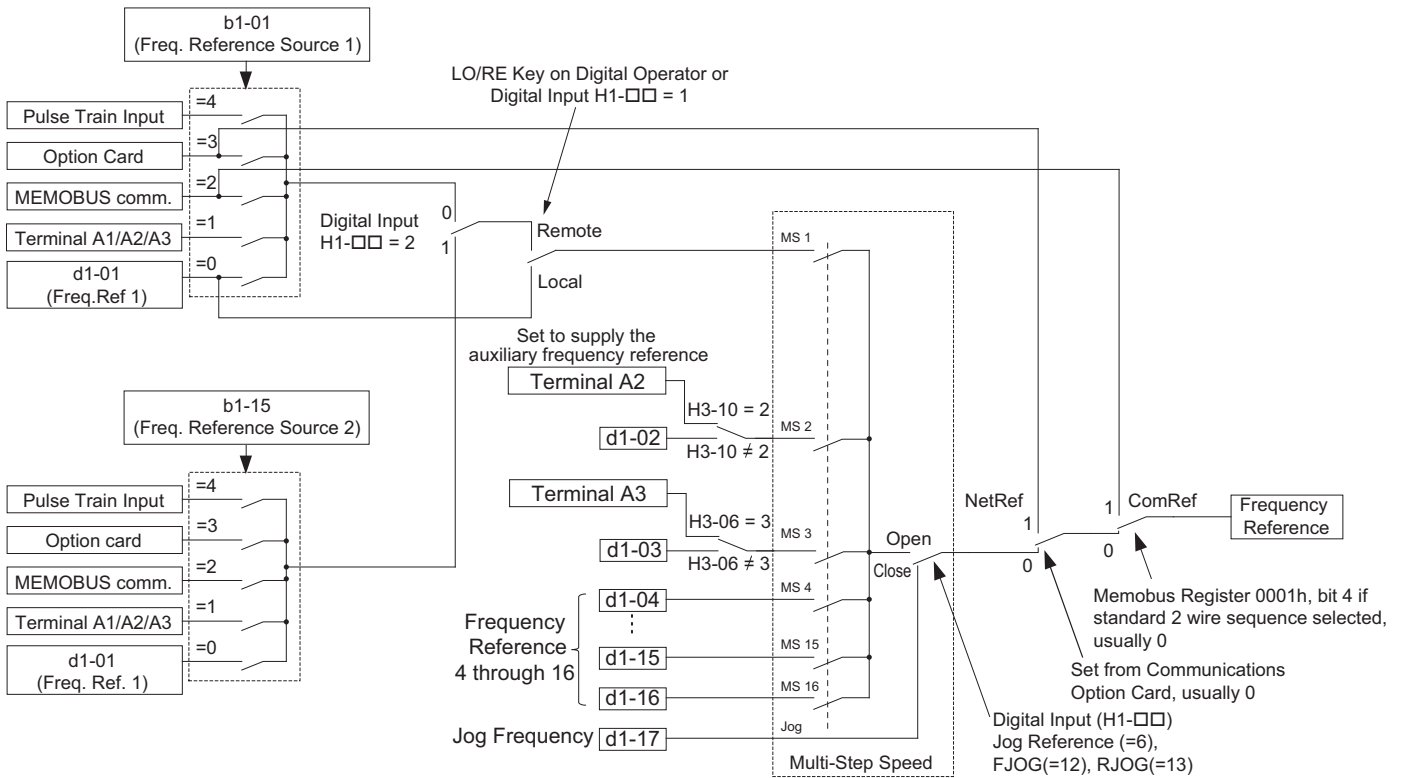 b1-01
(Freq. Reference Source 1)
LO/RE Key on Digital Operator or
Digital Input H1-□□ = 1
=4
Pulse Train Input
=3
Option Card
=2
MEMOBUS comm.
=1
Terminal A1/A2/A3
=0
d1-01
(Freq.Ref 1)
Digital Input
H1-□□ = 2
0
1
Remote
Local
MS 1
Set to supply the
auxiliary frequency reference
Terminal A2
H3-10 = 2
d1-02
H3-10 ≠ 2
MS 2
Terminal A3
H3-06 = 3
d1-03
H3-06 ≠ 3
MS 3
b1-15
(Freq. Reference Source 2)
=4
Pulse Train Input
=3
Option card
=2
MEMOBUS comm.
=1
Terminal A1/A2/A3
=0
d1-01
(Freq. Ref. 1)
Frequency
Reference
4 through 16
d1-04
MS 4
d1-15
MS 15
d1-16
MS 16
Jog Frequency
d1-17
Jog
Multi-Step Speed
Open
Close
NetRef
1
0
ComRef
1
0
Frequency
Reference
Memobus Register 0001h, bit 4 if
standard 2 wire sequence selected,
usually 0
Set from Communications
Option Card, usually 0
Digital Input (H1-□□)
Jog Reference (=6),
FJOG(=12), RJOG(=13)